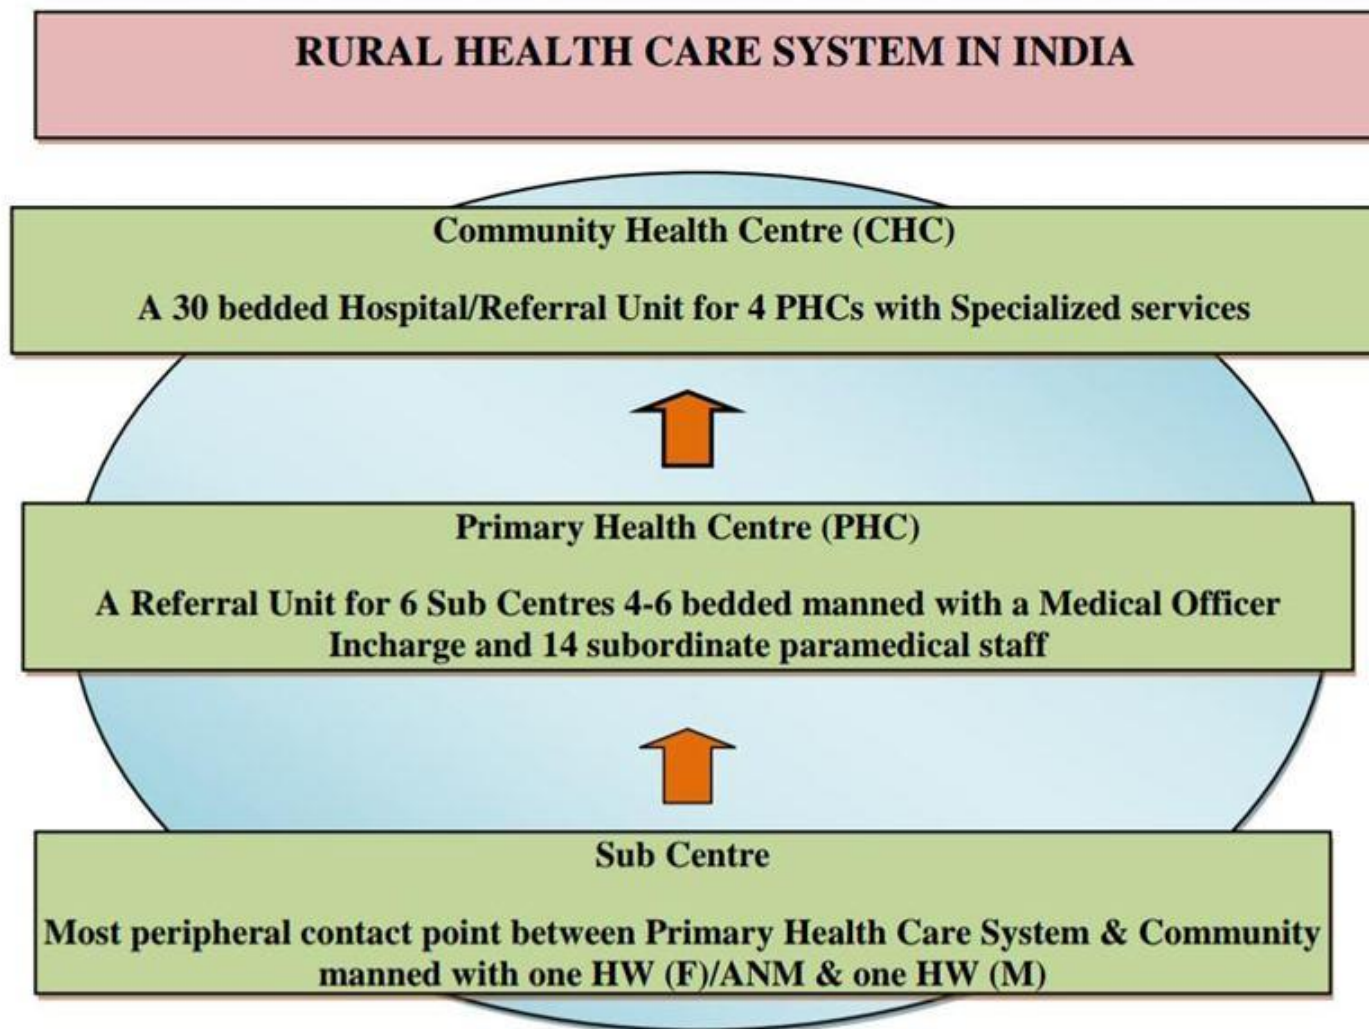 RURAL HEALTH CARE SYSTEM IN INDIA
Community Health Centre (CHC)
A 30 bedded Hospital/Referral Unit for 4 PHCs with Specialized services
Primary Health Centre (PHC)
A Referral Unit for 6 Sub Centres 4-6 bedded manned with a Medical Officer
Incharge and 14 subordinate paramedical staff
Sub Centre
Most peripheral contact point between Primary Health Care System & Community
manned with one HW (F)/ANM & one HW (M)